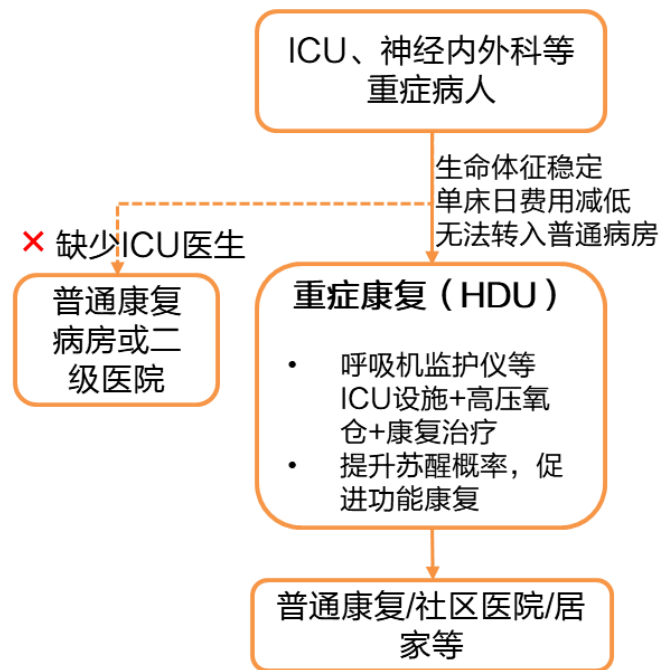 ICU、神经内外科等
重症病人
生命体征稳定
单床日费用减低
无法转入普通病房
× 缺少ICU医生
普通康复
病房或二
级医院
重症康复（HDU）
• 呼吸机监护仪等
ICU设施+高压氧
仓+康复治疗
• 提升苏醒概率，促
进功能康复
普通康复/社区医院/居
家等